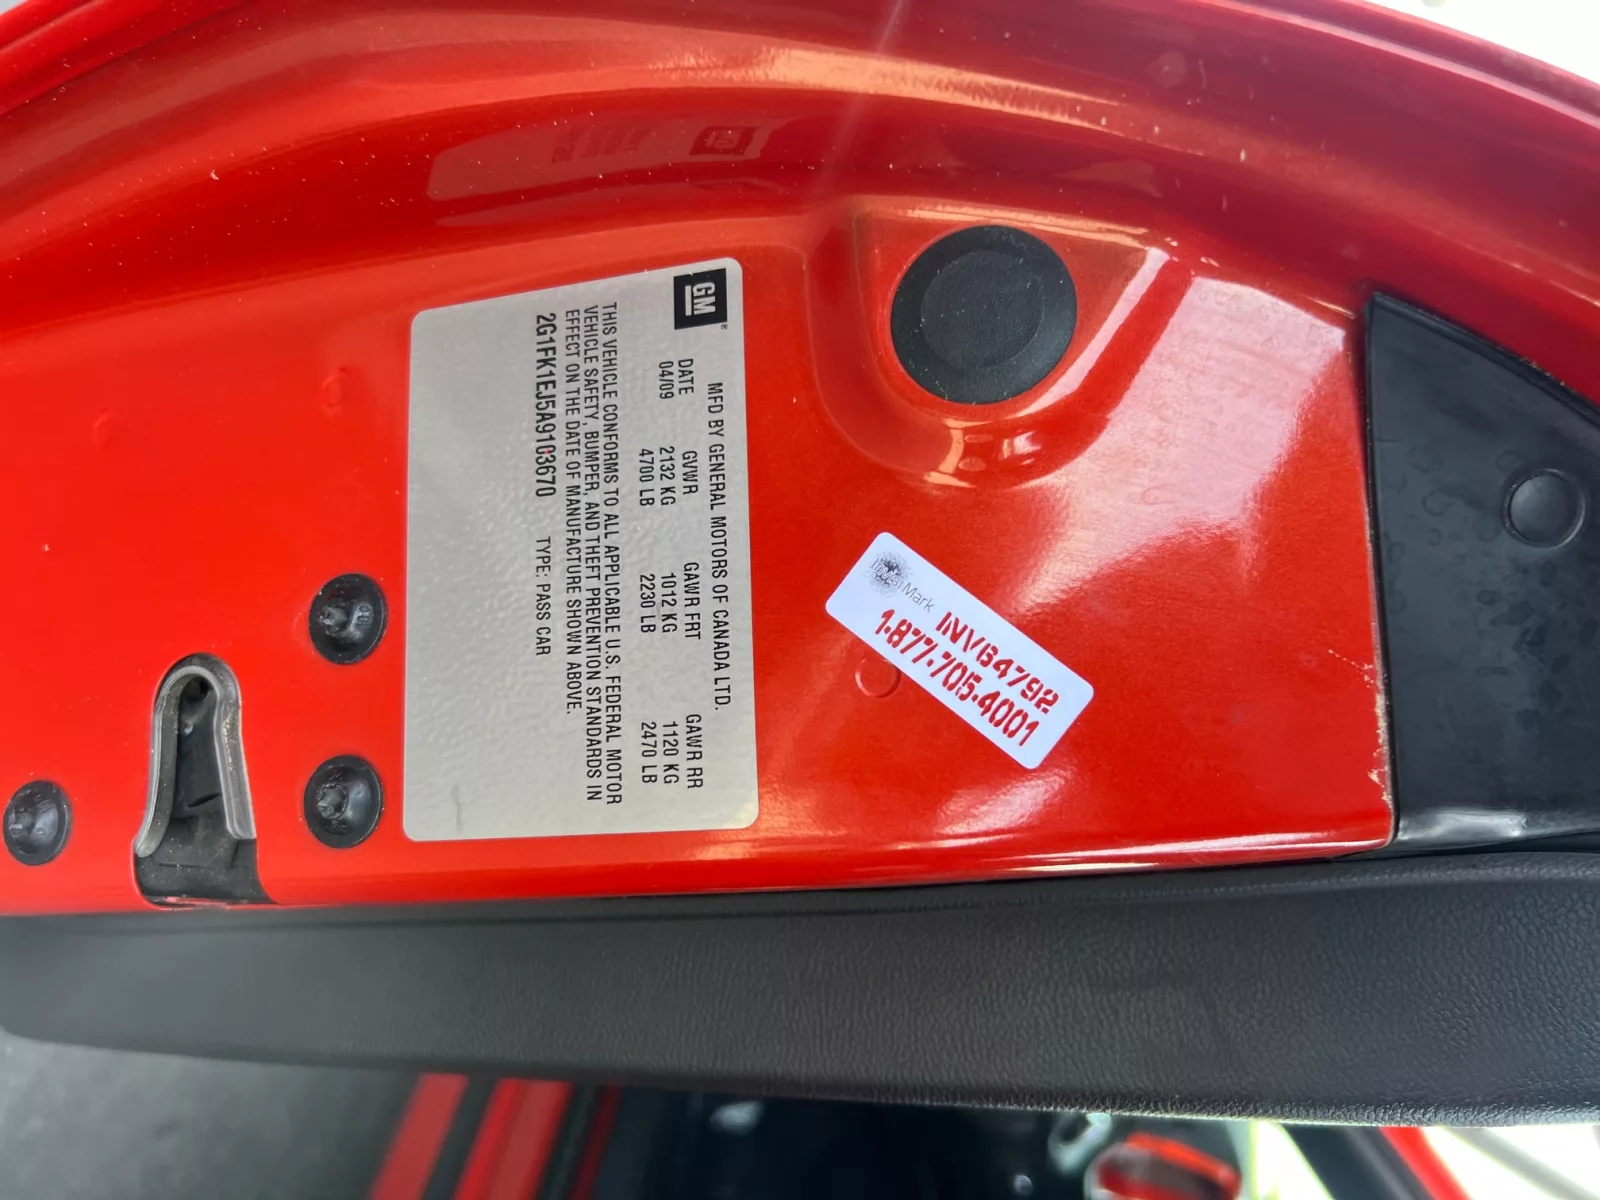 GM®
MFD BY GENERAL MOTORS OF CANADA LTD.
DATE GVWR GAWR FRT GAWR RR
04/09 2132 KG 1012 KG 1120 KG
4700 LB 2230 LB 2470 LB
THIS VEHICLE CONFORMS TO ALL APPLICABLE U.S. FEDERAL MOTOR
VEHICLE SAFETY, BUMPER, AND THEFT PREVENTION STANDARDS IN
EFFECT ON THE DATE OF MANUFACTURE SHOWN ABOVE.
2G1FK1EJ5A9103670 TYPE: PASS CAR
INV64792
1-877-705-4001